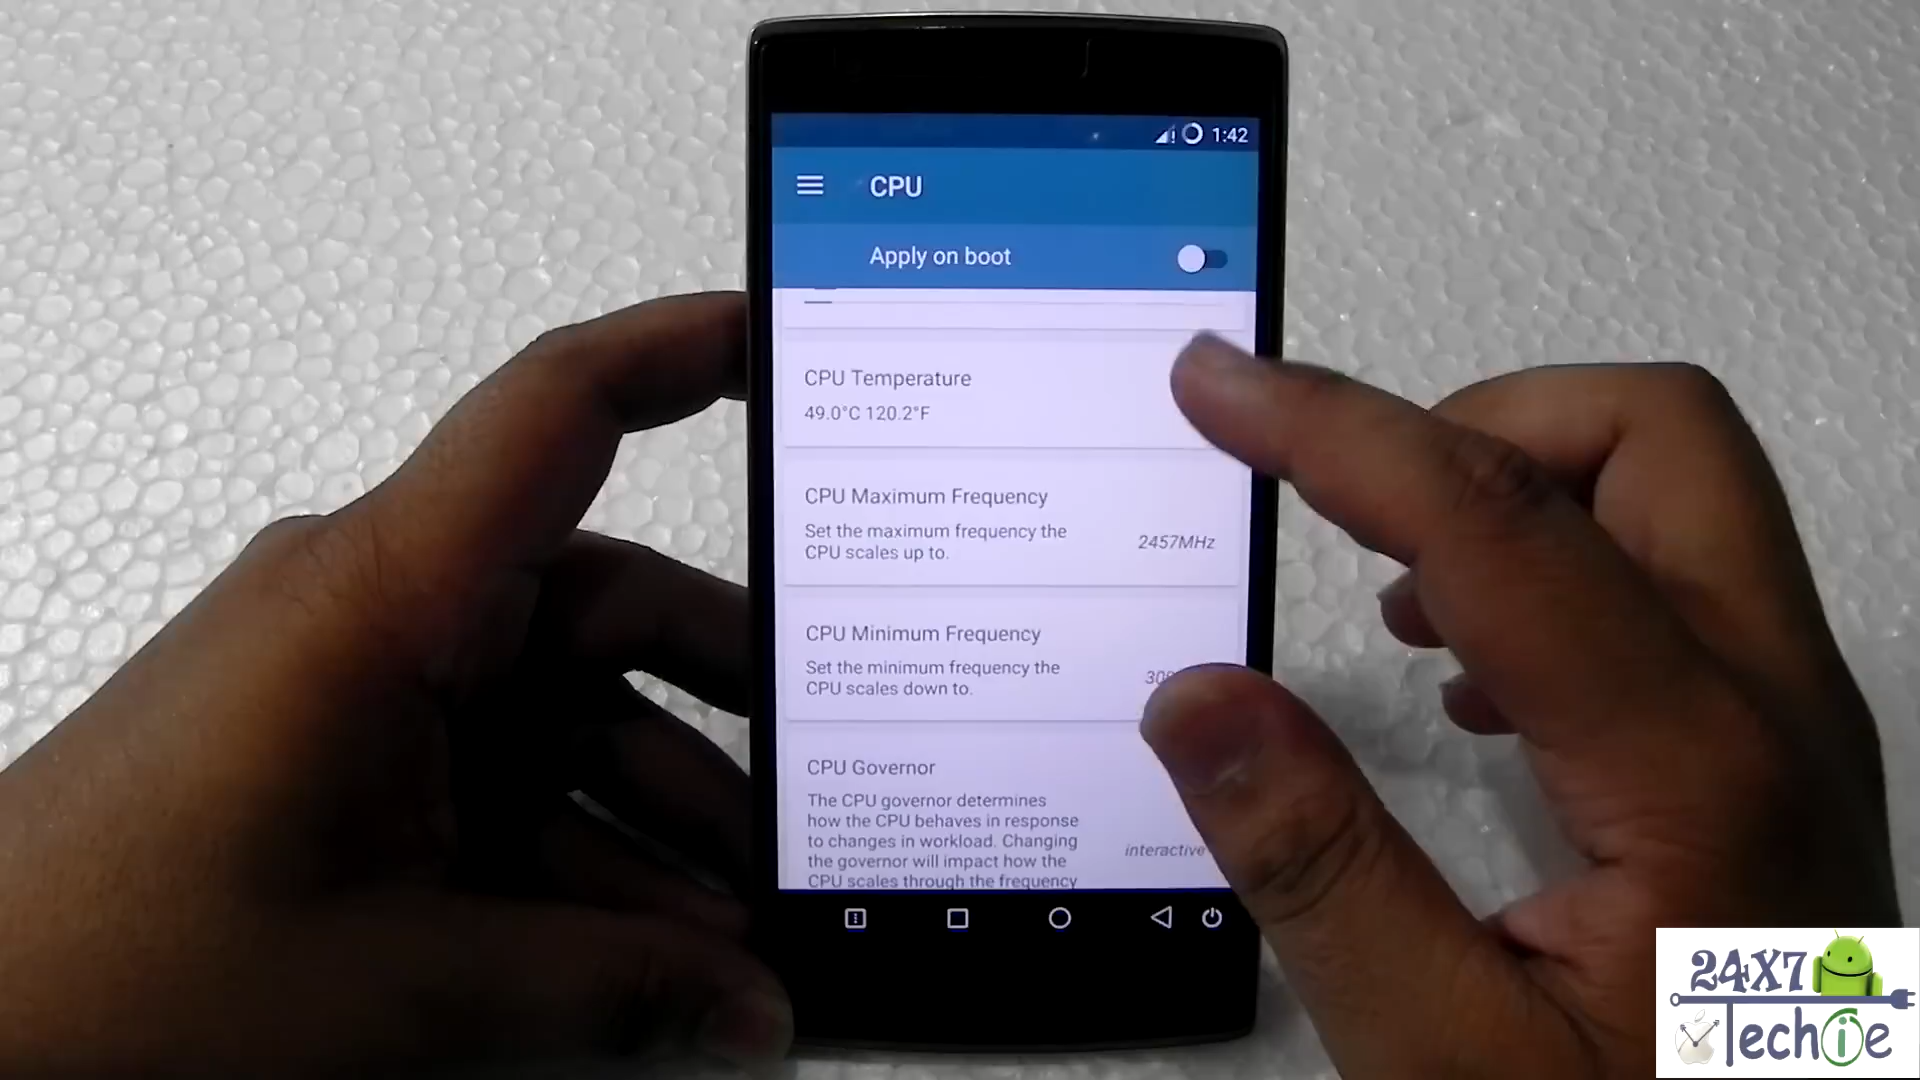 1:42
CPU
Apply on boot
CPU Temperature
49.0°C 120.2°F
CPU Maximum Frequency
Set the maximum frequency the
CPU scales up to.
2457MHz
CPU Minimum Frequency
Set the minimum frequency the
CPU scales down to.
CPU Governor
The CPU governor determines
how the CPU behaves in response
to changes in workload. Changing
the governor will impact how the
CPU scales through the frequency
interactive
24X7
Techie